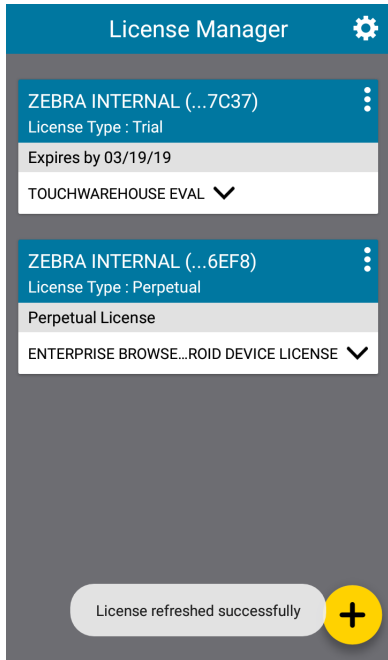 License Manager
ZEBRA INTERNAL (...7C37)
License Type : Trial
Expires by 03/19/19
TOUCHWAREHOUSE EVAL
ZEBRA INTERNAL (...6EF8)
License Type : Perpetual
Perpetual License
ENTERPRISE BROWSE...ROID DEVICE LICENSE
License refreshed successfully